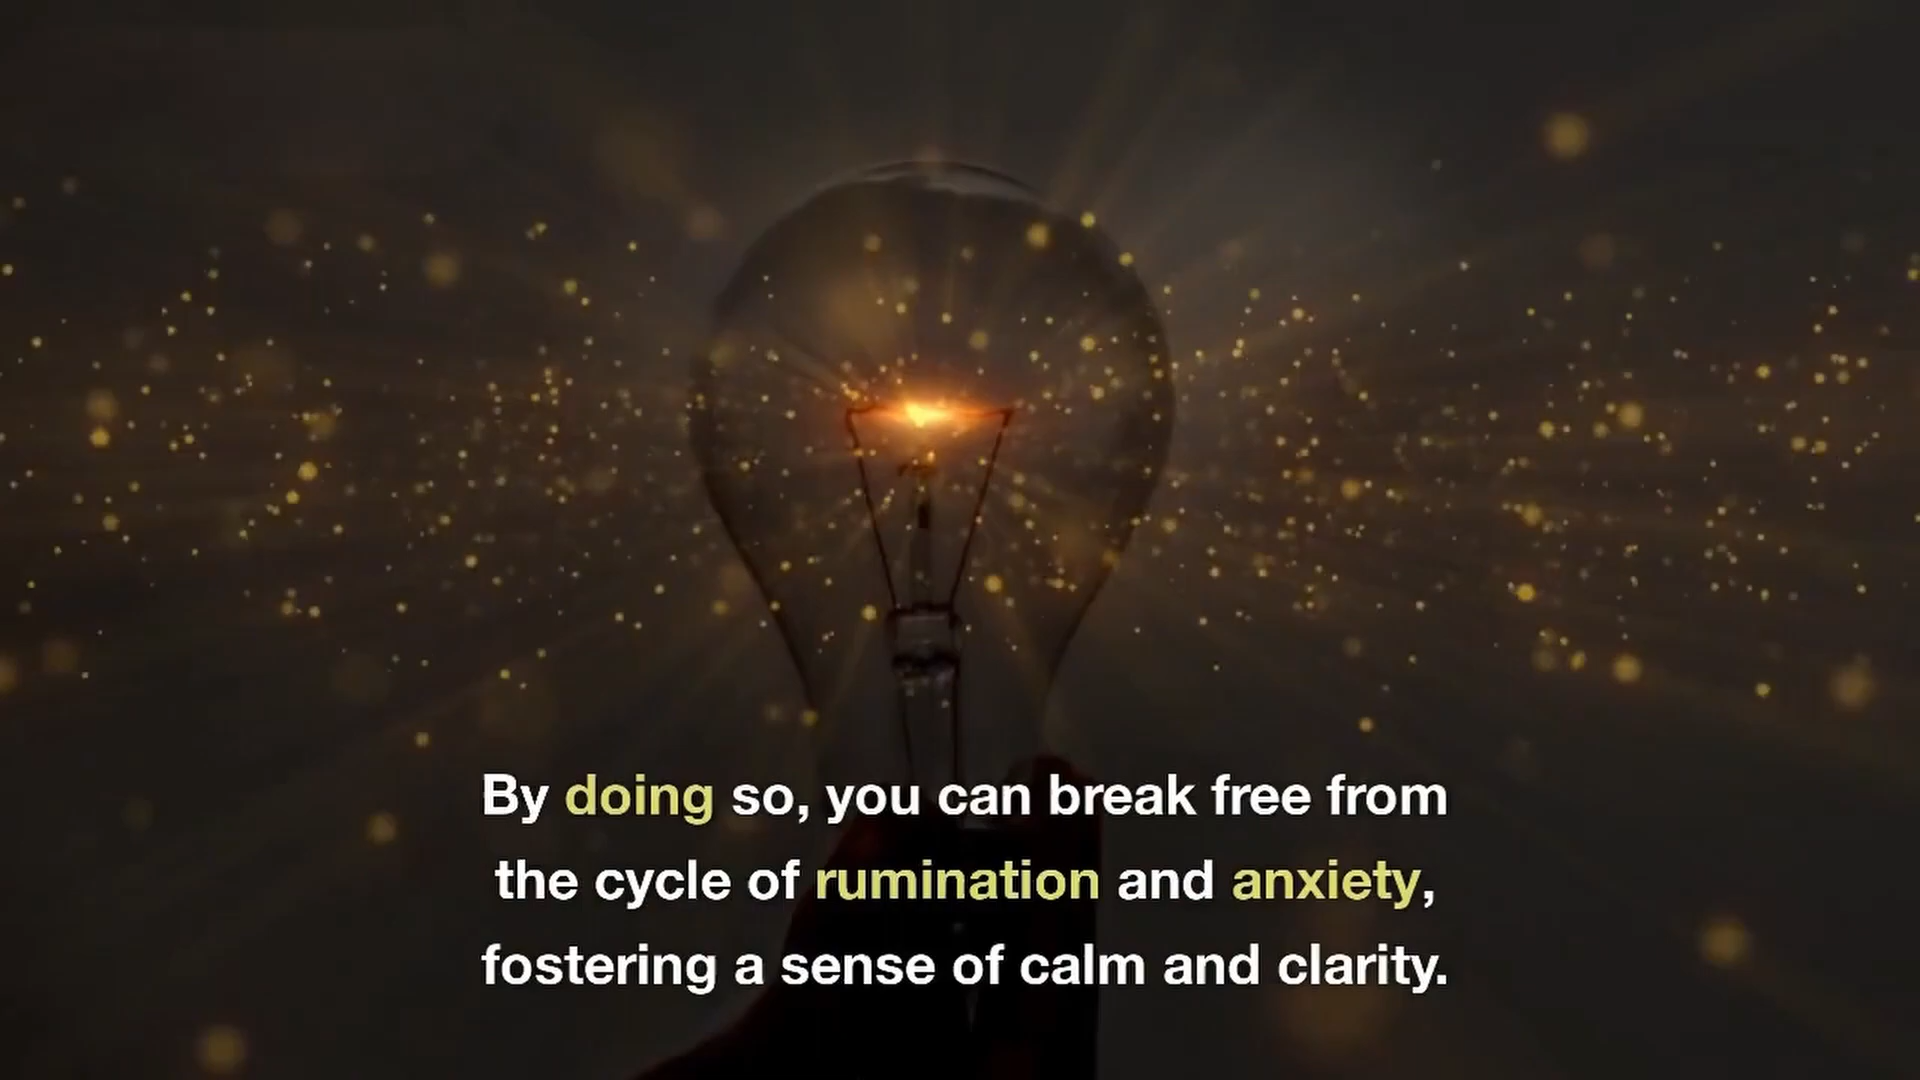 By doing so, you can break free from
the cycle of rumination and anxiety,
fostering a sense of calm and clarity.